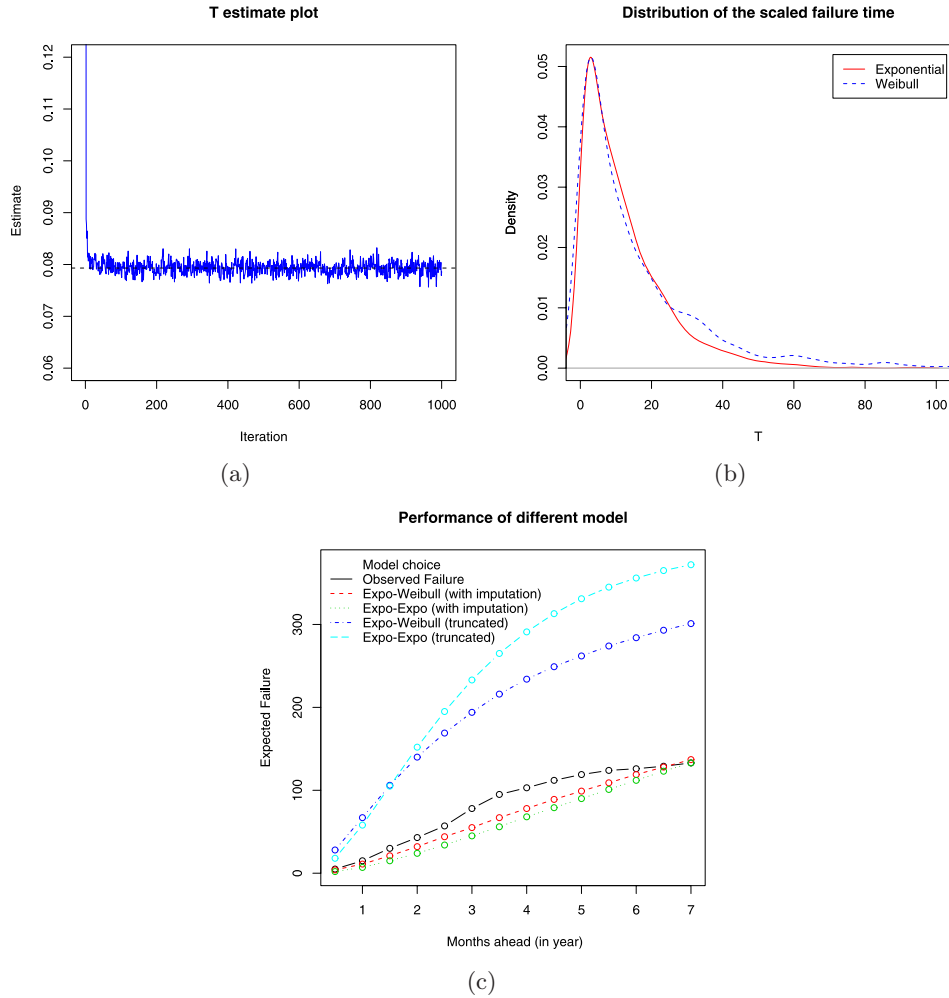 T estimate plot
Estimate
0.06 0.07 0.08 0.09 0.10 0.11 0.12
0 200 400 600 800 1000
Iteration
(a)
Distribution of the scaled failure time
Density
0.00 0.01 0.02 0.03 0.04 0.05
Exponential
Weibull
0 20 40 60 80 100
T
(b)
Performance of different model
Expected Failure
0 100 200 300
Model choice
Observed Failure
Expo-Weibull (with imputation)
Expo-Expo (with imputation)
Expo-Weibull (truncated)
Expo-Expo (truncated)
1 2 3 4 5 6 7
Months ahead (in year)
(c)